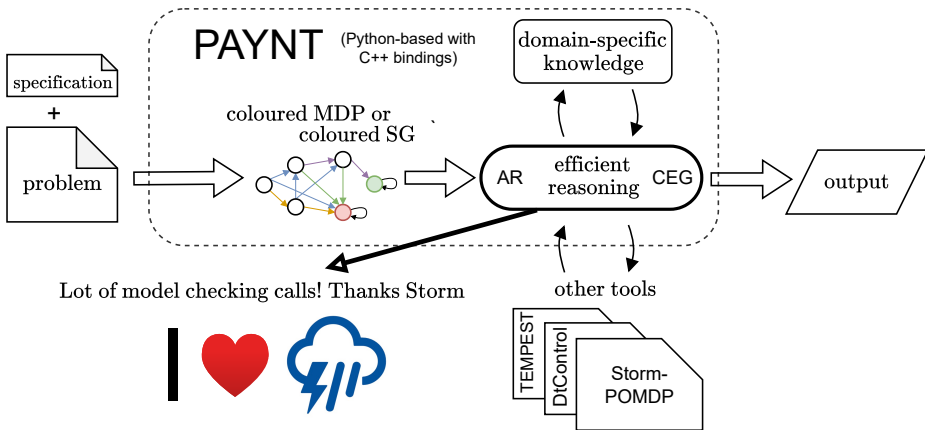 PAYNT
(Python-based with
C++ bindings)
specification
+
problem
coloured MDP or
coloured SG
domain-specific
knowledge
AR
efficient
reasoning
CEG
output
Lot of model checking calls! Thanks Storm
I
other tools
TEMPEST
DtControl
Storm-
POMDP